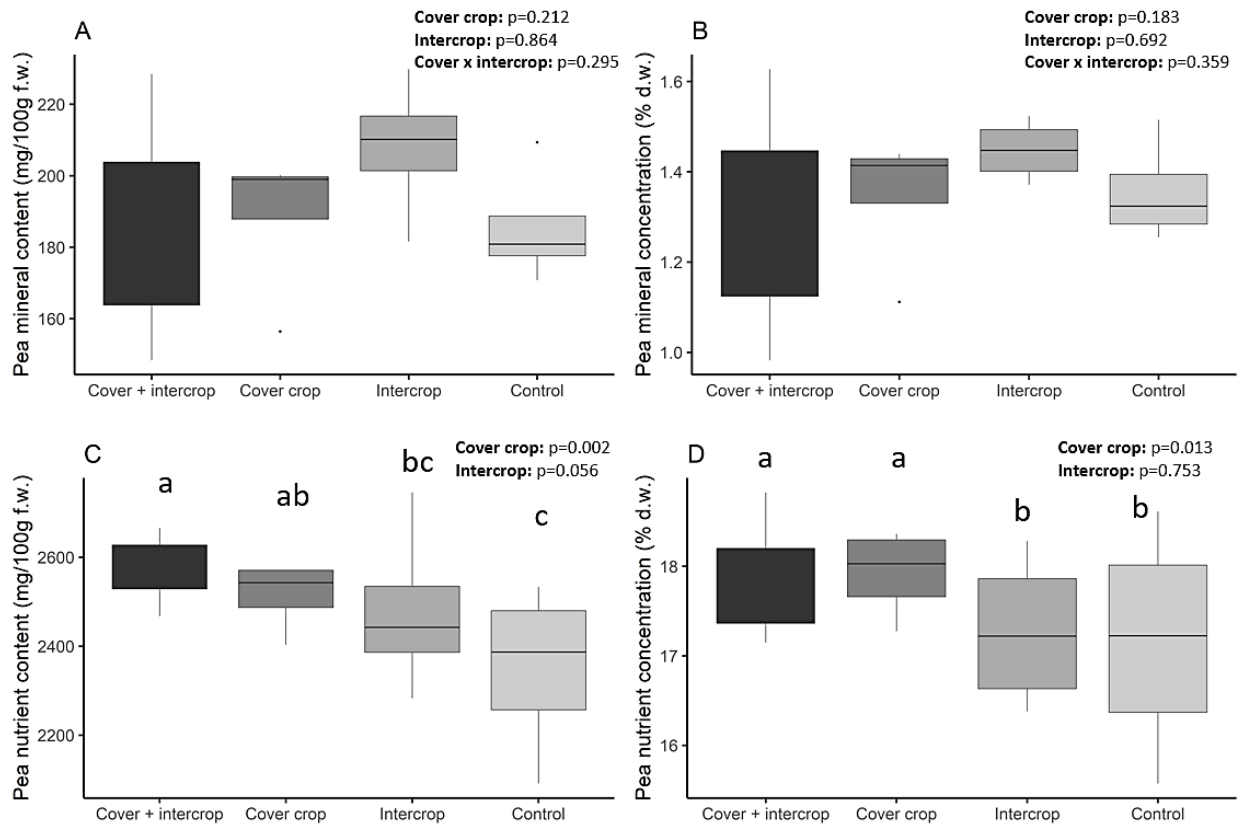 A
Cover crop: p=0.212
Intercrop: p=0.864
Cover x intercrop: p=0.295
Pea mineral content (mg/100g f.w.)
220
200
180
160
Cover + intercrop Cover crop Intercrop Control
B
Cover crop: p=0.183
Intercrop: p=0.692
Cover x intercrop: p=0.359
Pea mineral concentration (% d.w.)
1.6
1.4
1.2
1.0
Cover + intercrop Cover crop Intercrop Control
C
Cover crop: p=0.002
Intercrop: p=0.056
a ab bc c
Pea nutrient content (mg/100g f.w.)
2600
2400
2200
Cover + intercrop Cover crop Intercrop Control
D
Cover crop: p=0.013
Intercrop: p=0.753
a a b b
Pea nutrient concentration (% d.w.)
18
17
16
Cover + intercrop Cover crop Intercrop Control